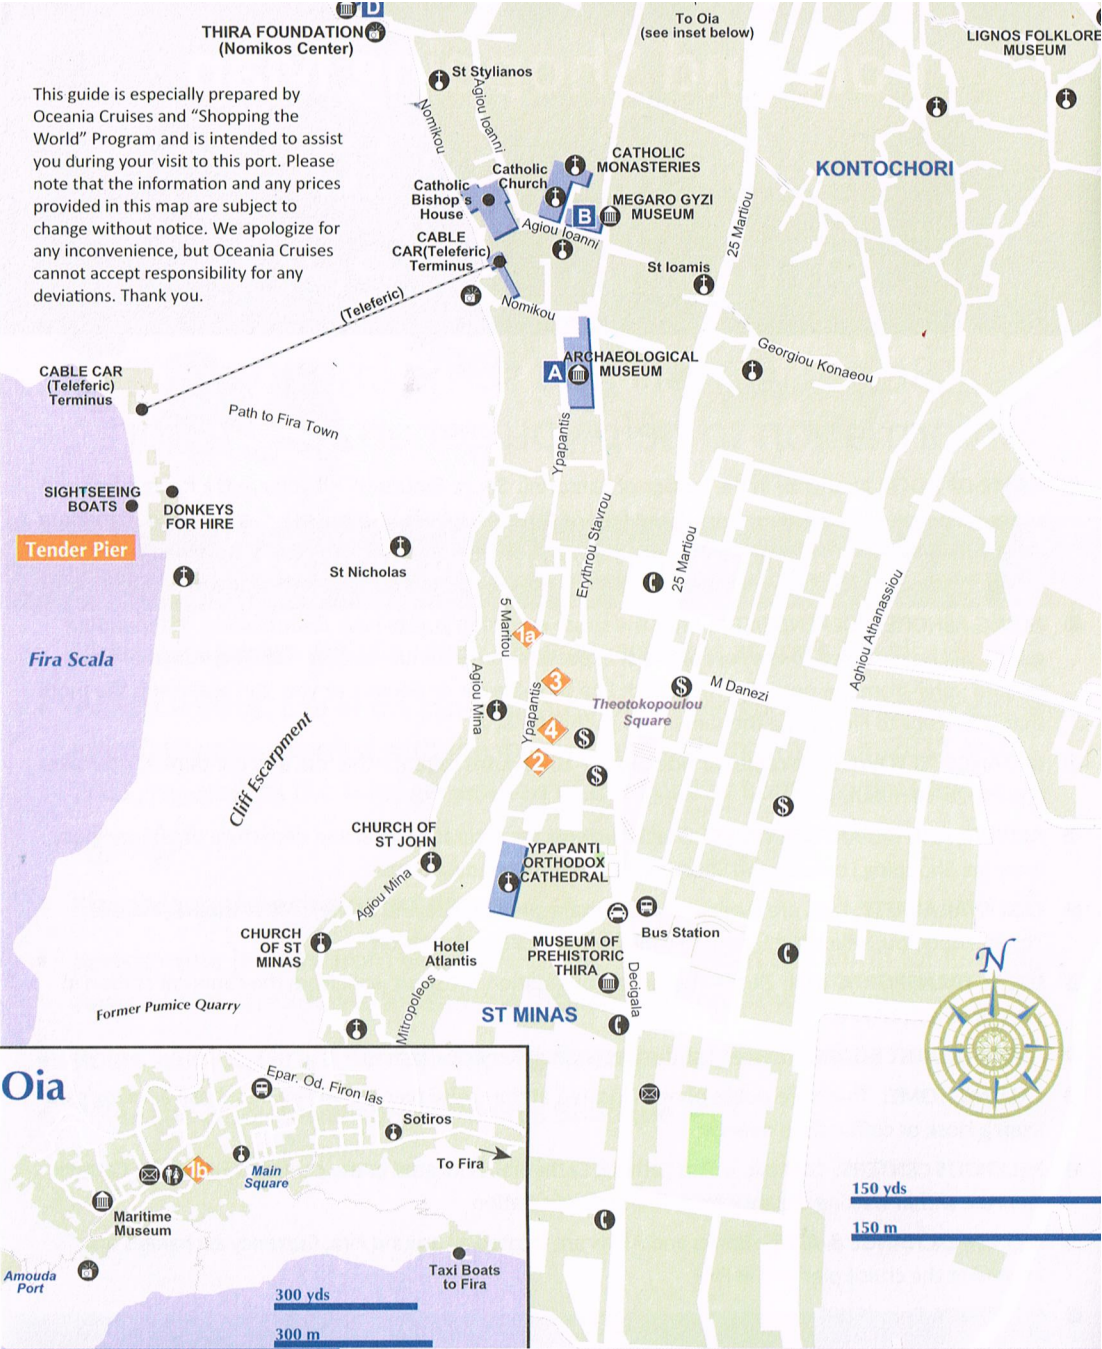 D
THIRA FOUNDATION
(Nomikos Center)
To Oia
(see inset below)
LIGNOS FOLKLORE
MUSEUM
St Stylianos
This guide is especially prepared by
Oceania Cruises and “Shopping the
World” Program and is intended to assist
you during your visit to this port. Please
note that the information and any prices
provided in this map are subject to
change without notice. We apologize for
any inconvenience, but Oceania Cruises
cannot accept responsibility for any
deviations. Thank you.
Nomikou
Agiou Ioanni
CATHOLIC
MONASTERIES
KONTOCHORI
Catholic
Church
Catholic
Bishop's
House
B
MEGARO GYZI
MUSEUM
Agiou Ioanni
25 Martiou
CABLE
CAR(Teleferic)
Terminus
St Ioamis
(Teleferic)
Nomikou
Georgiou Konaeou
ARCHAEOLOGICAL
MUSEUM
A
CABLE CAR
(Teleferic)
Terminus
Path to Fira Town
Ypapantis
SIGHTSEEING
BOATS
DONKEYS
FOR HIRE
Tender Pier
St Nicholas
Erythrou Stavrou
25 Martiou
Aghiou Athanassiou
5 Maritou
1a
Fira Scala
Agiou Mina
3
Ypapantis
$
M Danezi
Theotokopoulou
Square
4
$
2
$
$
Cliff Escarpment
CHURCH OF
ST JOHN
YPAPANTI
ORTHODOX
CATHEDRAL
Agiou Mina
CHURCH
OF ST
MINAS
Hotel
Atlantis
MUSEUM OF
PREHISTORIC
THIRA
Bus Station
Decigala
N
Former Pumice Quarry
Mitropoleos
ST MINAS
Oia
Epar. Od. Firon Ias
Sotiros
To Fira
1b
Main
Square
Maritime
Museum
Amouda
Port
Taxi Boats
to Fira
300 yds
300 m
150 yds
150 m